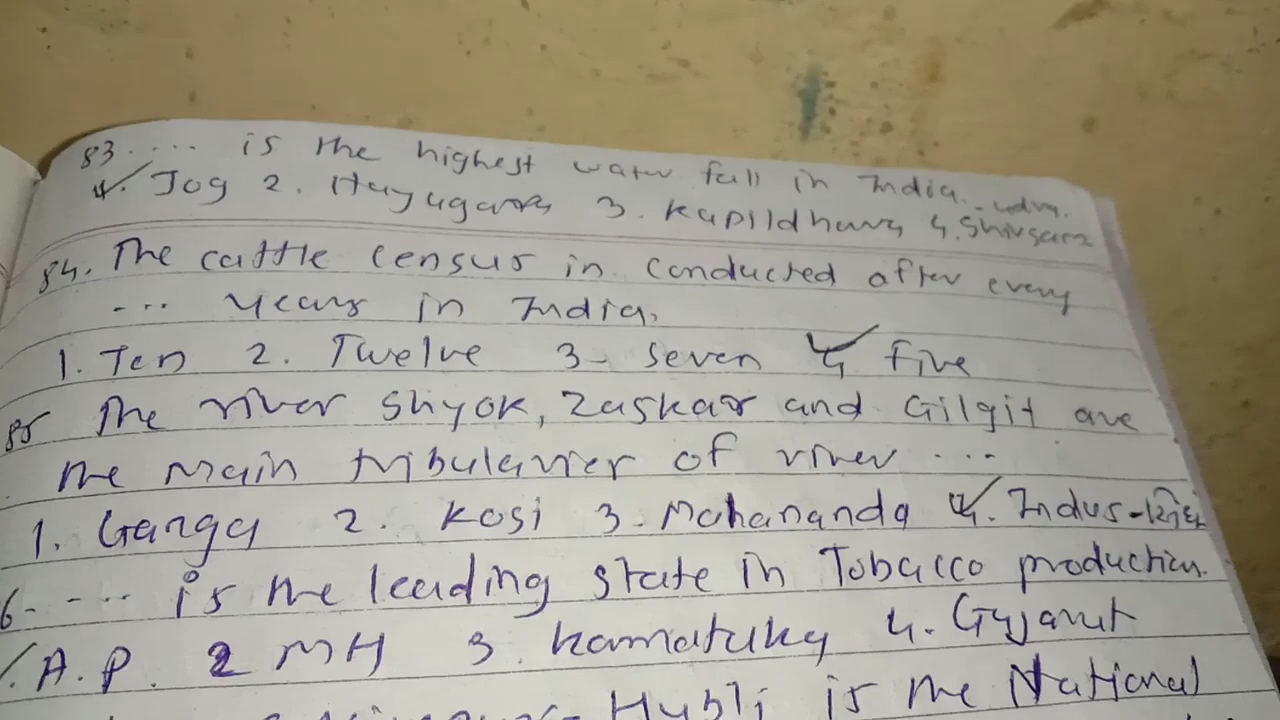 83. ... is the highest water fall in India.
1. Jog 2. 3. Kapildhara 4.
84. The cattle census in conducted after every
... years in India.
1. Ten 2. Twelve 3- Seven 4 Five
85 The river Shyok, Zaskar and Gilgit are
the main of river ...
1. Ganga 2. Kosi 3. Mahananda 4. Indus-
6- - ... is the leading state in Tobacco production.
A.P. 2 MH 3. Karnataka 4. Gujarat
Hubli is the National